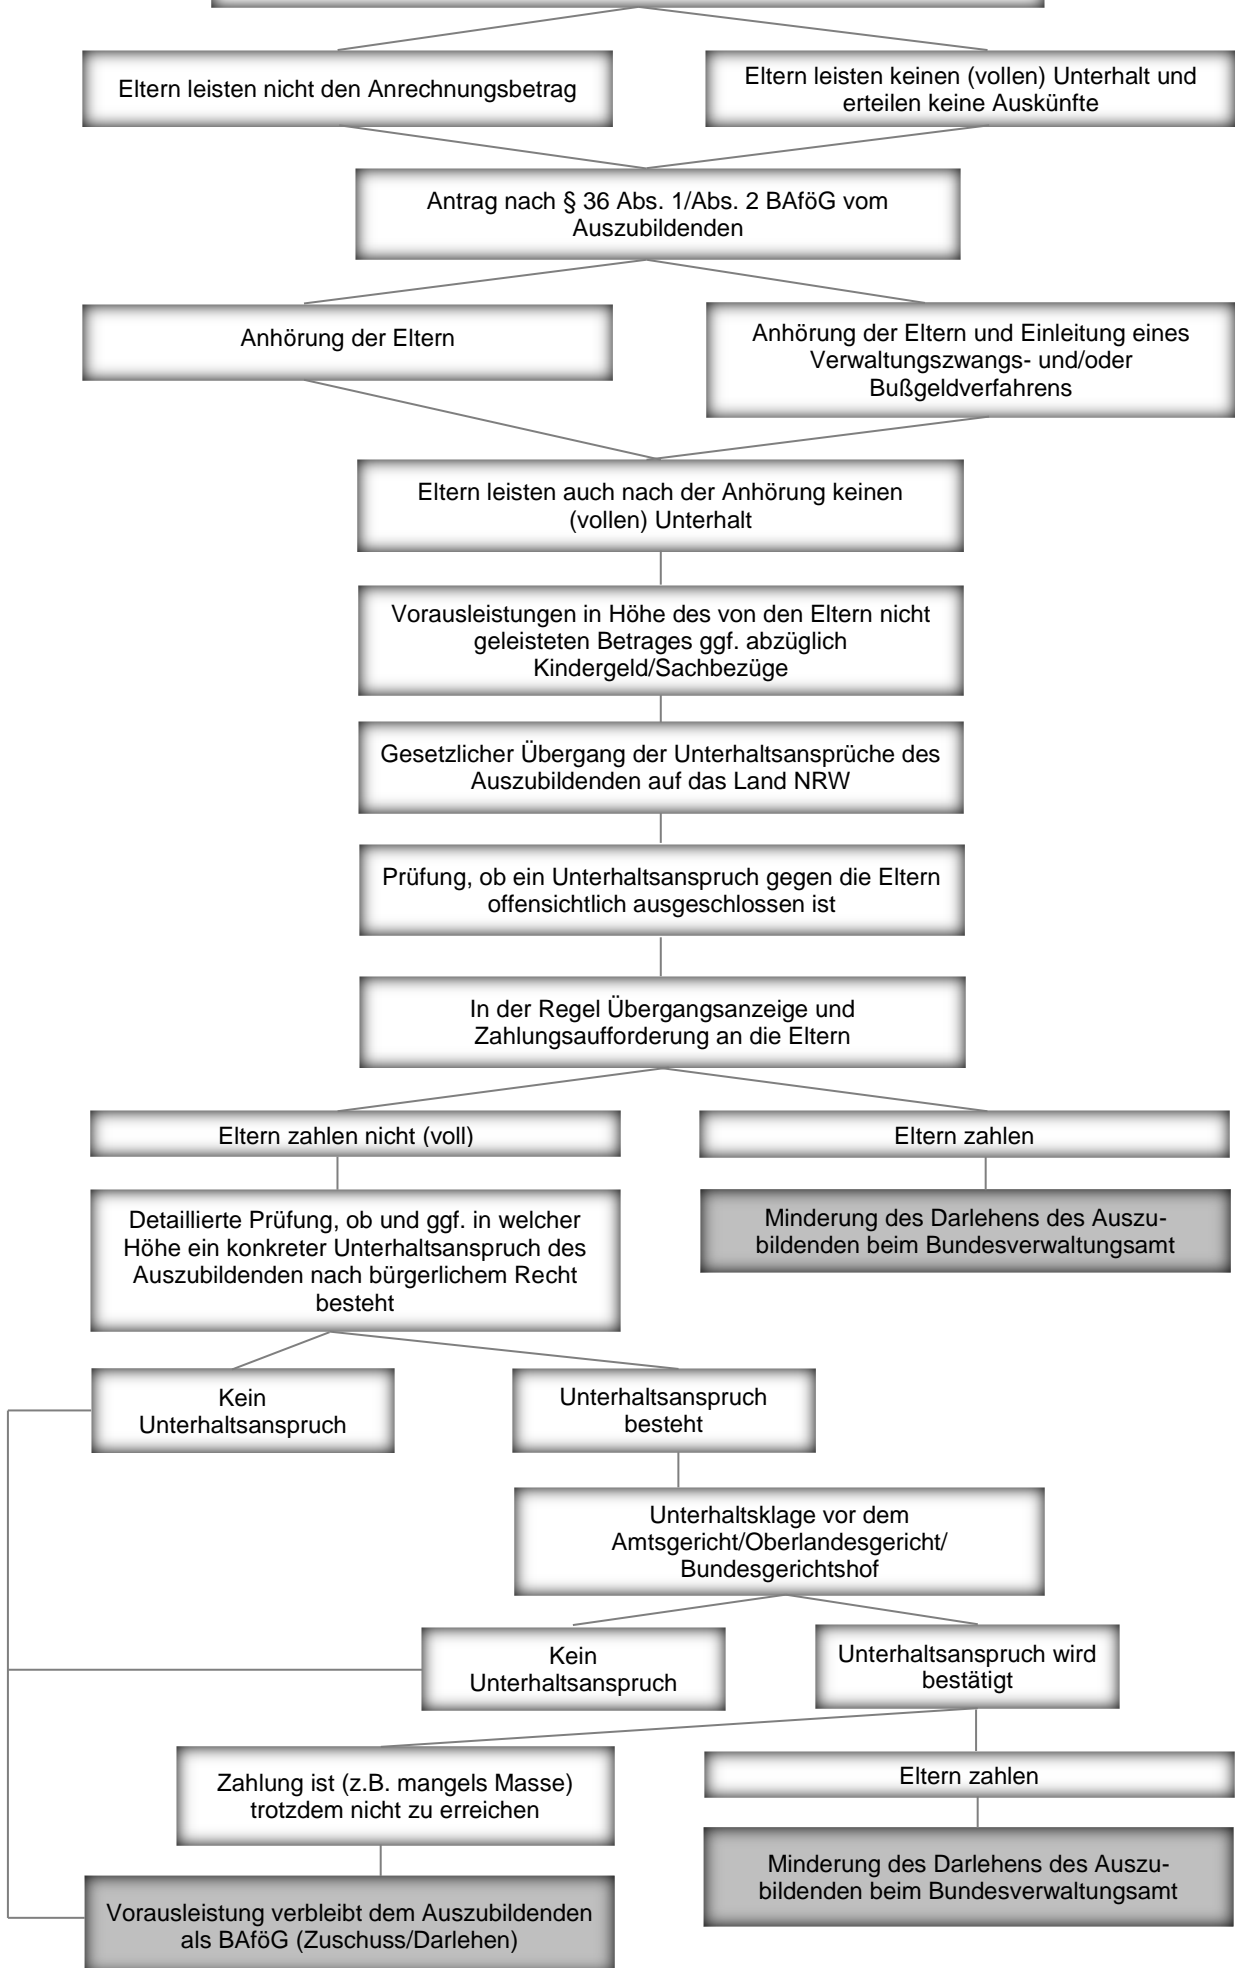 Eltern leisten nicht den Anrechnungsbetrag
Eltern leisten keinen (vollen) Unterhalt und
erteilen keine Auskünfte
Antrag nach § 36 Abs. 1/Abs. 2 BAföG vom
Auszubildenden
Anhörung der Eltern
Anhörung der Eltern und Einleitung eines
Verwaltungszwangs- und/oder
Bußgeldverfahrens
Eltern leisten auch nach der Anhörung keinen
(vollen) Unterhalt
Vorausleistungen in Höhe des von den Eltern nicht
geleisteten Betrages ggf. abzüglich
Kindergeld/Sachbezüge
Gesetzlicher Übergang der Unterhaltsansprüche des
Auszubildenden auf das Land NRW
Prüfung, ob ein Unterhaltsanspruch gegen die Eltern
offensichtlich ausgeschlossen ist
In der Regel Übergangsanzeige und
Zahlungsaufforderung an die Eltern
Eltern zahlen nicht (voll)
Eltern zahlen
Detaillierte Prüfung, ob und ggf. in welcher
Höhe ein konkreter Unterhaltsanspruch des
Auszubildenden nach bürgerlichem Recht
besteht
Minderung des Darlehens des Auszu-
bildenden beim Bundesverwaltungsamt
Kein
Unterhaltsanspruch
Unterhaltsanspruch
besteht
Unterhaltsklage vor dem
Amtsgericht/Oberlandesgericht/
Bundesgerichtshof
Kein
Unterhaltsanspruch
Unterhaltsanspruch wird
bestätigt
Zahlung ist (z.B. mangels Masse)
trotzdem nicht zu erreichen
Eltern zahlen
Vorausleistung verbleibt dem Auszubildenden
als BAföG (Zuschuss/Darlehen)
Minderung des Darlehens des Auszu-
bildenden beim Bundesverwaltungsamt